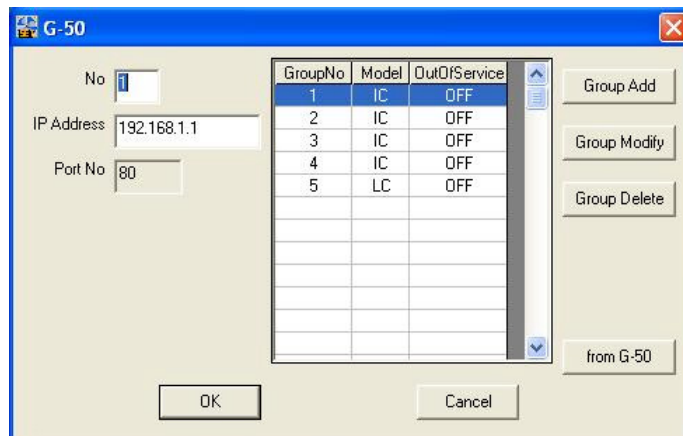 G-50
No 1
IP Address 192.168.1.1
Port No 80
GroupNo Model OutOfService
1 IC OFF
2 IC OFF
3 IC OFF
4 IC OFF
5 LC OFF
Group Add
Group Modify
Group Delete
from G-50
OK
Cancel